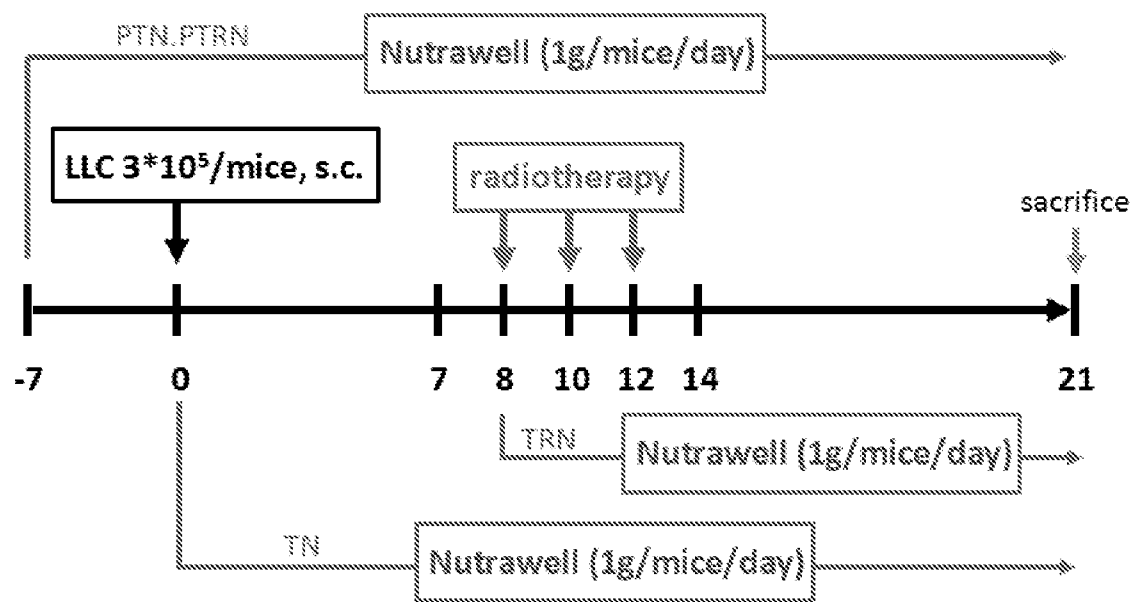 PTN.PTRN
Nutrawell (1g/mice/day)
LLC 3*10⁵/mice, s.c.
radiotherapy
sacrifice
-7 0 7 8 10 12 14 21
TRN
Nutrawell (1g/mice/day)
TN
Nutrawell (1g/mice/day)